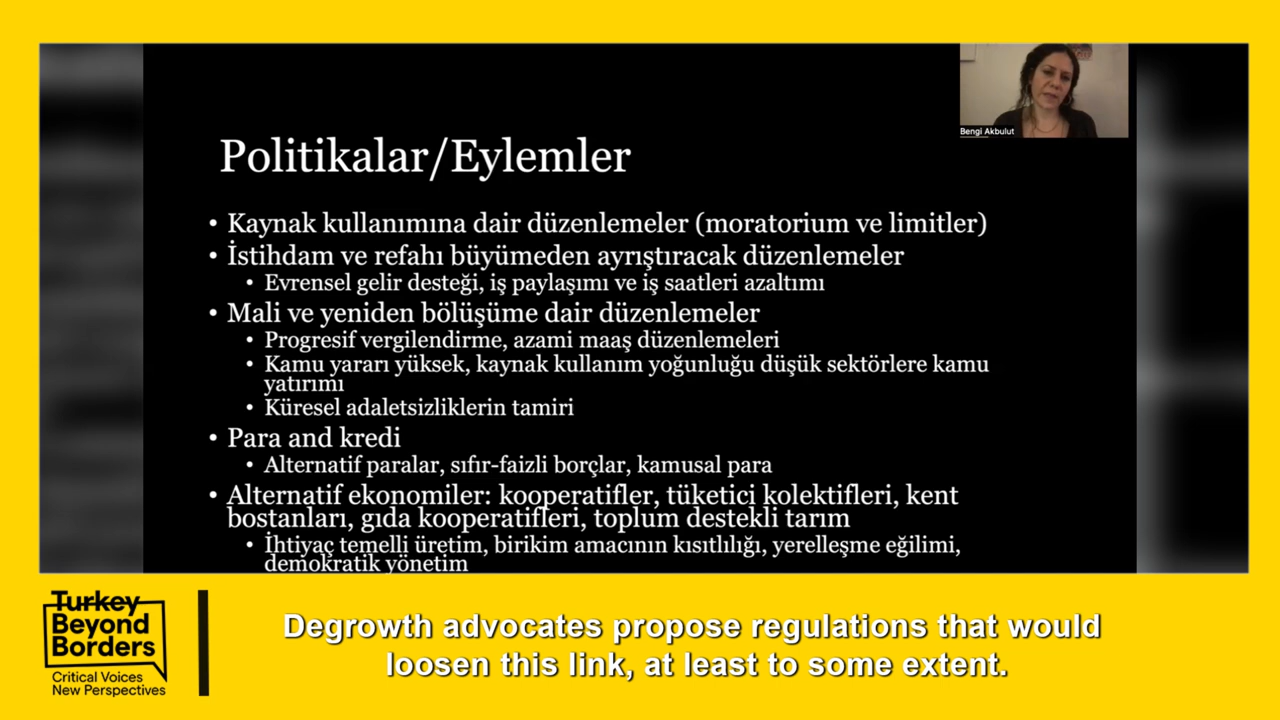 Bengi Akbulut
Politikalar/Eylemler
• Kaynak kullanımına dair düzenlemeler (moratorium ve limitler)
• İstihdam ve refahı büyümeden ayrıştıracak düzenlemeler
• Evrensel gelir desteği, iş paylaşımı ve iş saatleri azaltımı
• Mali ve yeniden bölüşüme dair düzenlemeler
• Progresif vergilendirme, azami maaş düzenlemeleri
• Kamu yararı yüksek, kaynak kullanım yoğunluğu düşük sektörlere kamu
yatırımı
• Küresel adaletsizliklerin tamiri
• Para and kredi
• Alternatif paralar, sıfır-faizli borçlar, kamusal para
• Alternatif ekonomiler: kooperatifler, tüketici kolektifleri, kent
bostanları, gıda kooperatifleri, toplum destekli tarım
• İhtiyaç temelli üretim, birikim amacının kısıtlılığı, yerelleşme eğilimi,
demokratik yönetim
Turkey
Beyond
Borders
Critical Voices
New Perspectives
Degrowth advocates propose regulations that would
loosen this link, at least to some extent.